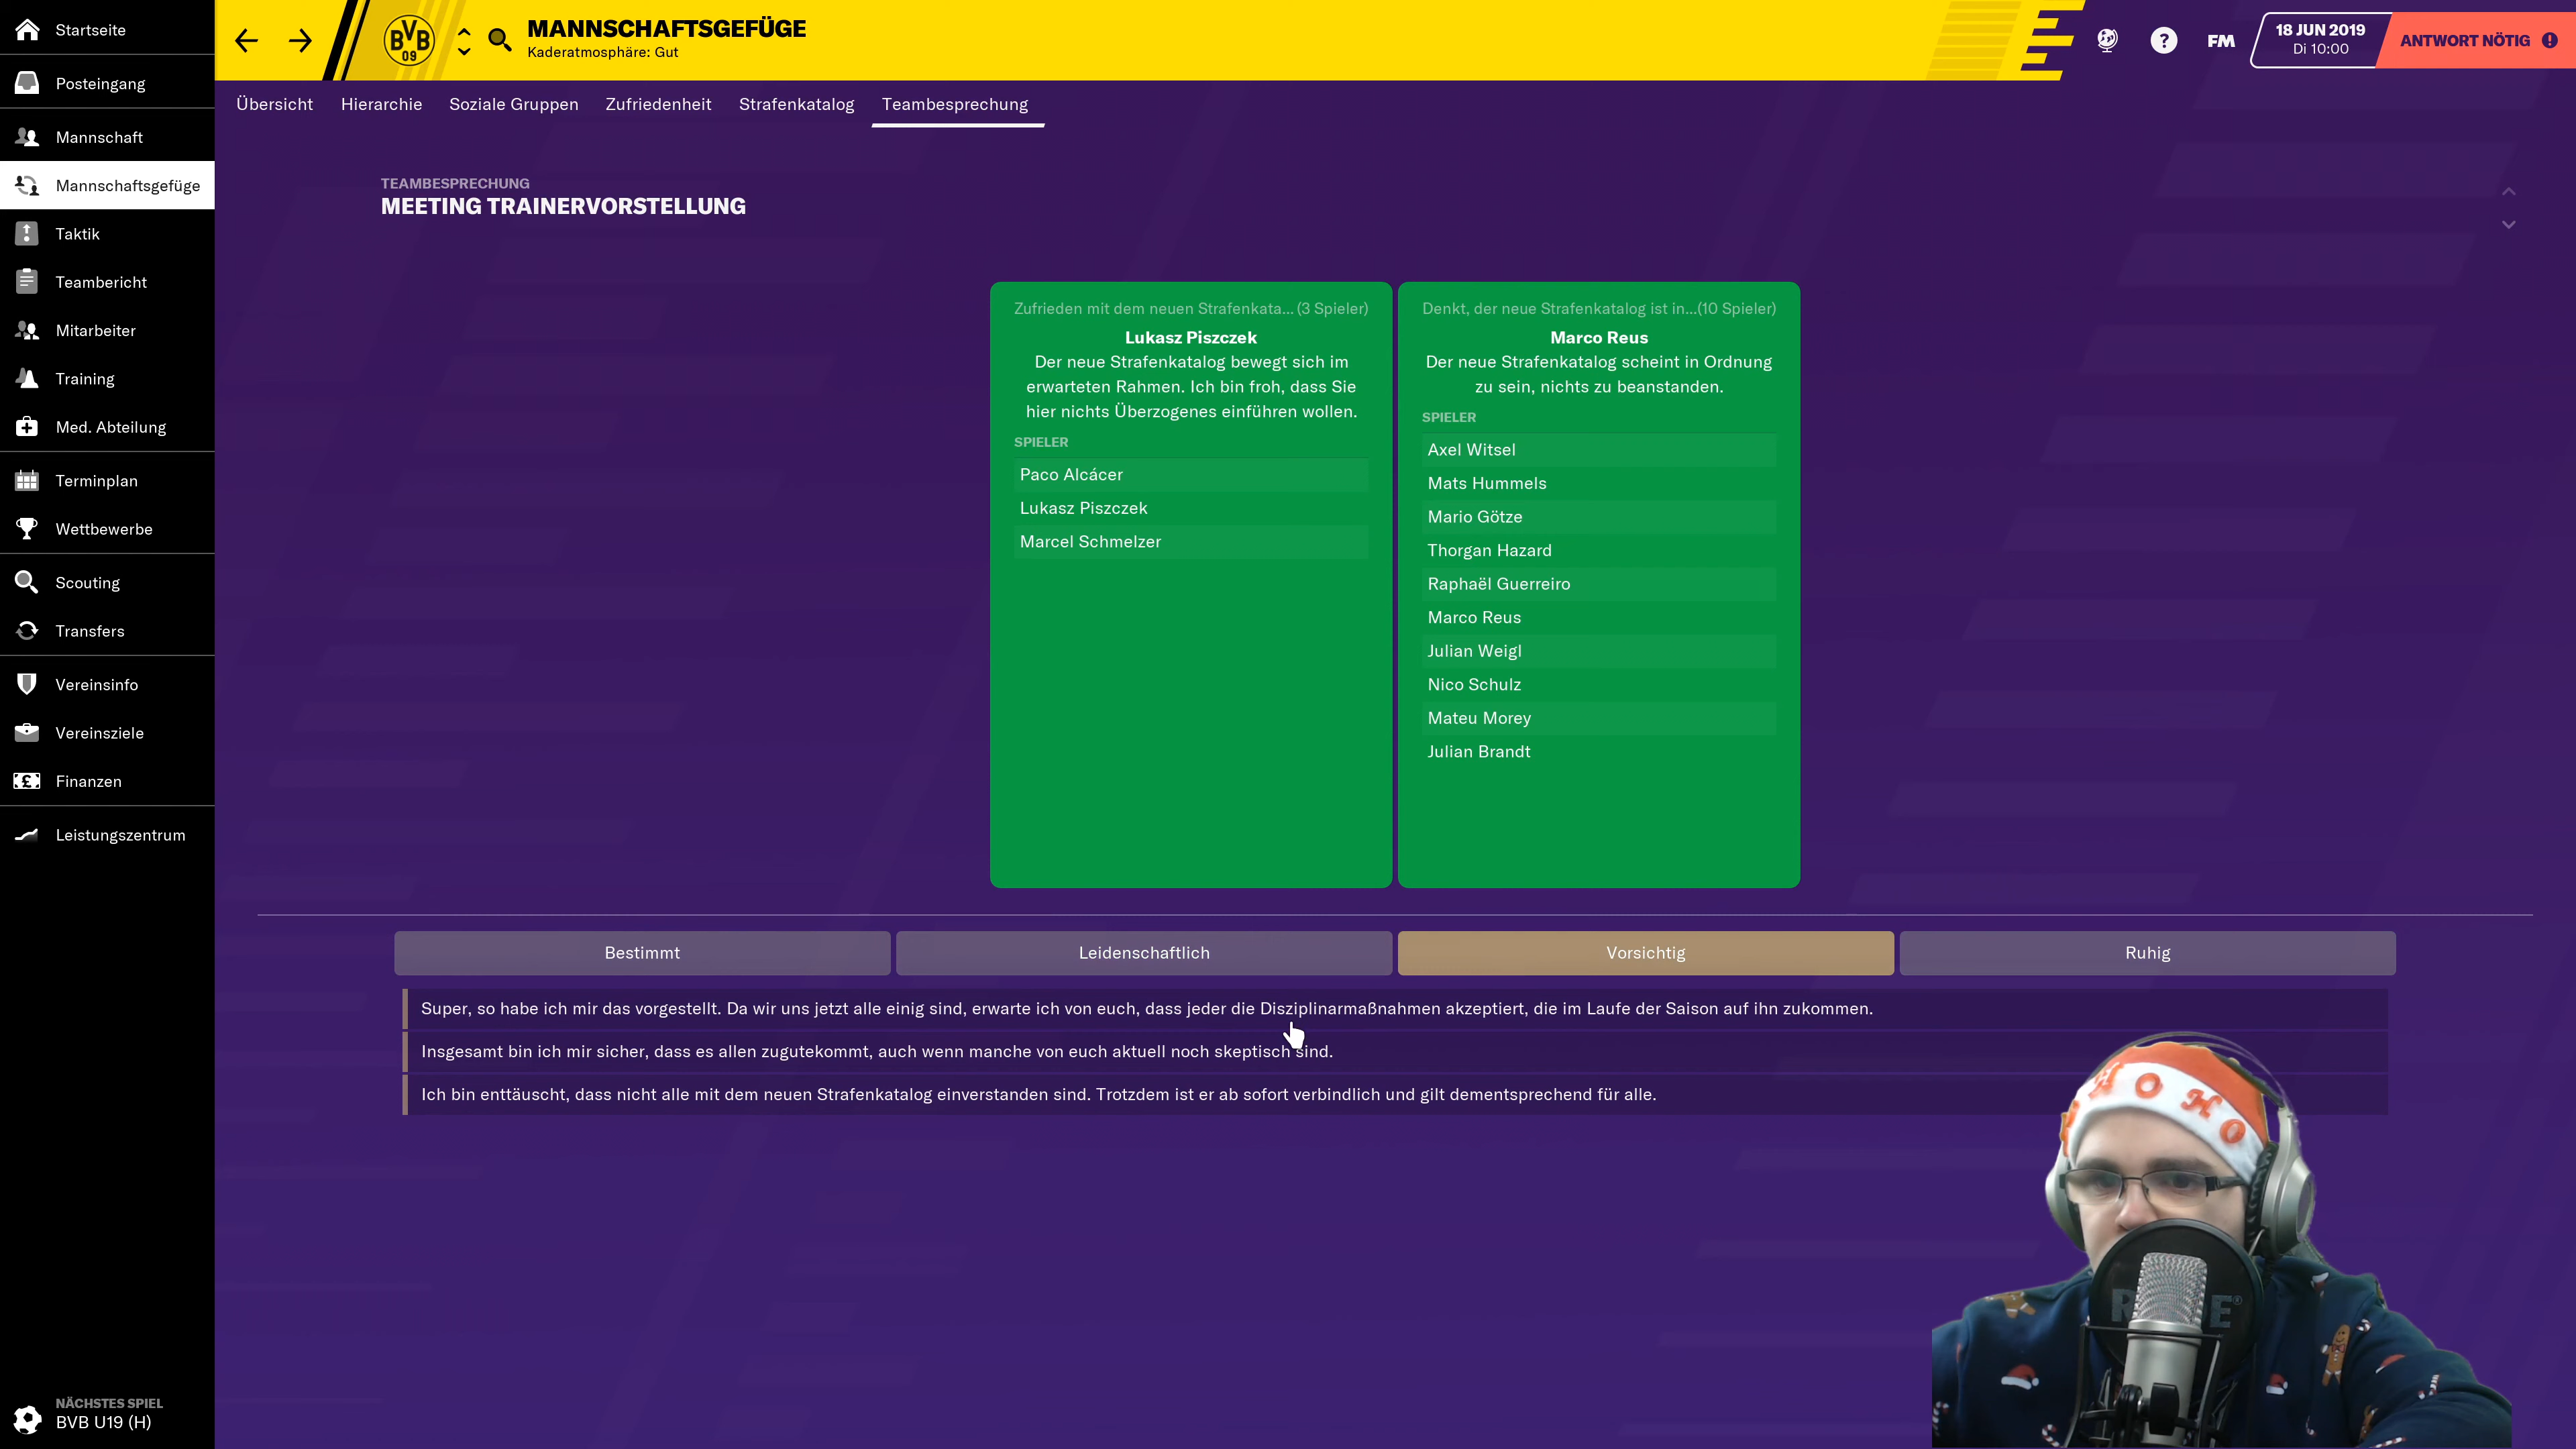 Startseite
Posteingang
Mannschaft
Mannschaftsgefüge
Taktik
Teambericht
Mitarbeiter
Training
Med. Abteilung
Terminplan
Wettbewerbe
Scouting
Transfers
Vereinsinfo
Vereinsziele
Finanzen
Leistungszentrum
NÄCHSTES SPIEL
BVB U19 (H)
BVB
09
MANNSCHAFTSGEFÜGE
Kaderatmosphäre: Gut
?
FM
18 JUN 2019
Di 10:00
ANTWORT NÖTIG
Übersicht
Hierarchie
Soziale Gruppen
Zufriedenheit
Strafenkatalog
Teambesprechung
TEAMBESPRECHUNG
MEETING TRAINERVORSTELLUNG
Zufrieden mit dem neuen Strafenkata... (3 Spieler)
Lukasz Piszczek
Der neue Strafenkatalog bewegt sich im
erwarteten Rahmen. Ich bin froh, dass Sie
hier nichts Überzogenes einführen wollen.
SPIELER
Paco Alcácer
Lukasz Piszczek
Marcel Schmelzer
Denkt, der neue Strafenkatalog ist in...(10 Spieler)
Marco Reus
Der neue Strafenkatalog scheint in Ordnung
zu sein, nichts zu beanstanden.
SPIELER
Axel Witsel
Mats Hummels
Mario Götze
Thorgan Hazard
Raphaël Guerreiro
Marco Reus
Julian Weigl
Nico Schulz
Mateu Morey
Julian Brandt
Bestimmt
Leidenschaftlich
Vorsichtig
Ruhig
Super, so habe ich mir das vorgestellt. Da wir uns jetzt alle einig sind, erwarte ich von euch, dass jeder die Disziplinarmaßnahmen akzeptiert, die im Laufe der Saison auf ihn zukommen.
Insgesamt bin ich mir sicher, dass es allen zugutekommt, auch wenn manche von euch aktuell noch skeptisch sind.
Ich bin enttäuscht, dass nicht alle mit dem neuen Strafenkatalog einverstanden sind. Trotzdem ist er ab sofort verbindlich und gilt dementsprechend für alle.
HOHO